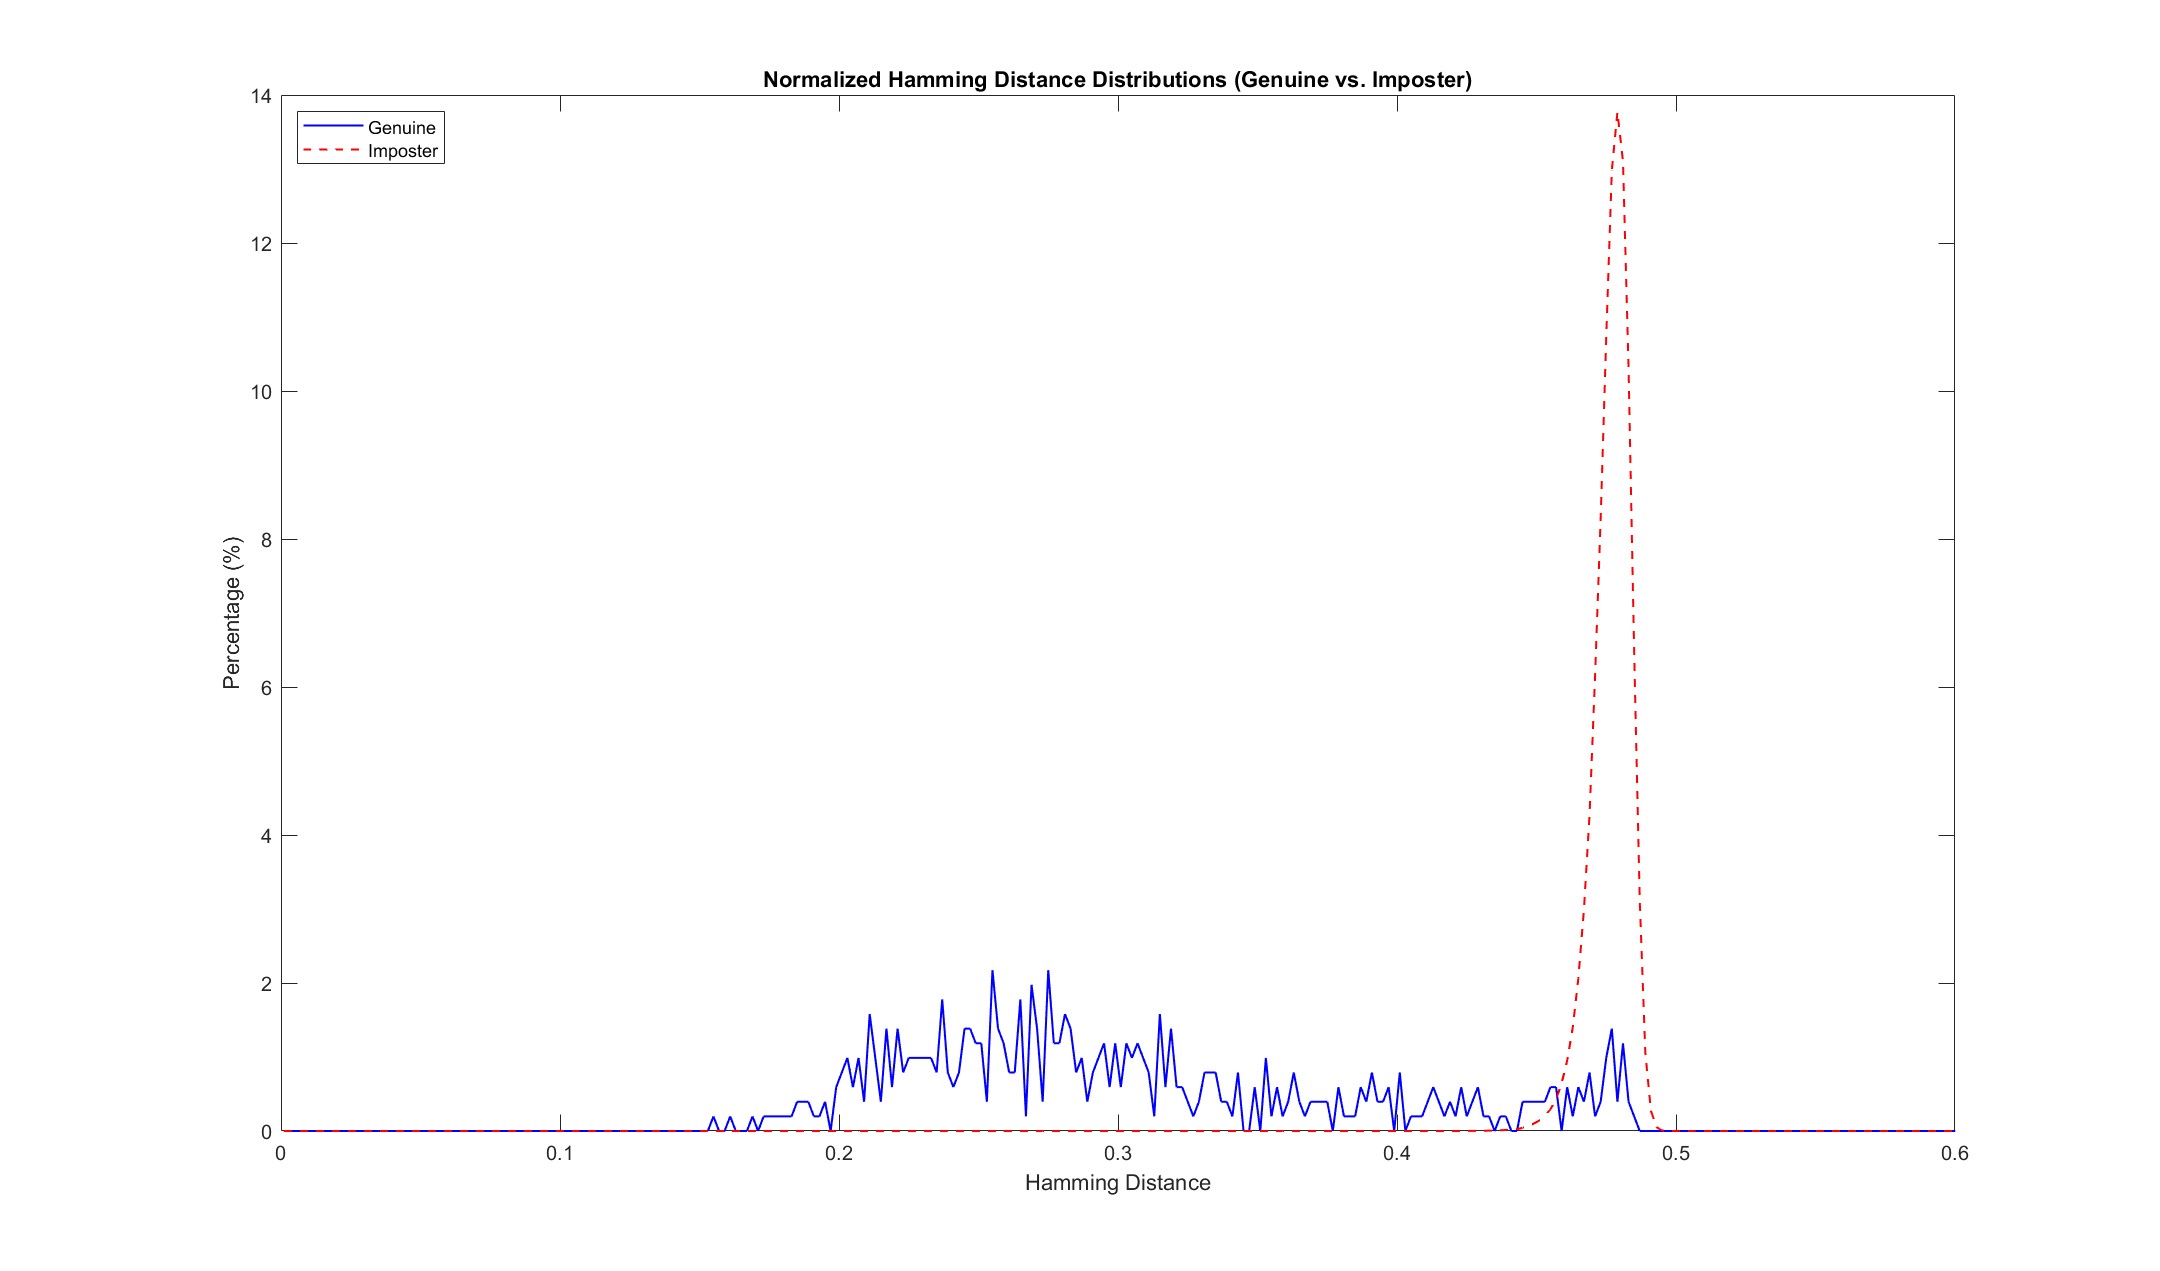 Normalized Hamming Distance Distributions (Genuine vs. Imposter)
14
Genuine
Imposter
12
10
8
Percentage (%)
6
4
2
0
0 0.1 0.2 0.3 0.4 0.5 0.6
Hamming Distance